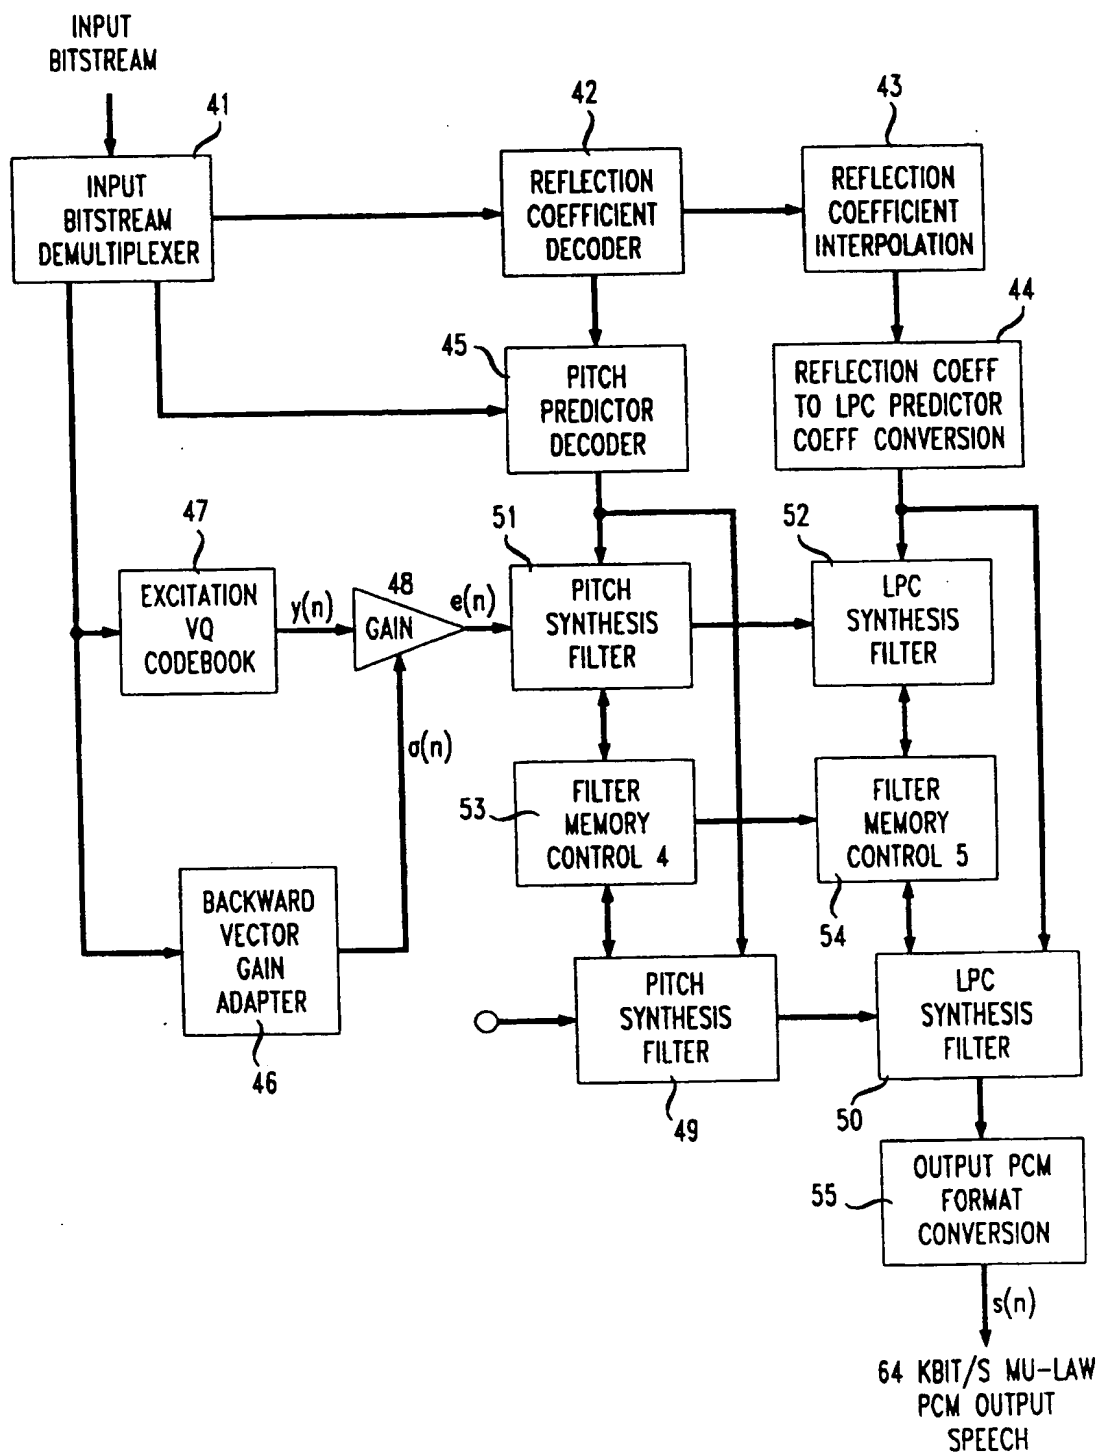 INPUT
BITSTREAM
41
42
43
INPUT
BITSTREAM
DEMULTIPLEXER
REFLECTION
COEFFICIENT
DECODER
REFLECTION
COEFFICIENT
INTERPOLATION
44
45
PITCH
PREDICTOR
DECODER
REFLECTION COEFF
TO LPC PREDICTOR
COEFF CONVERSION
47
51
52
EXCITATION
VQ
CODEBOOK
y(n)
48
GAIN
e(n)
PITCH
SYNTHESIS
FILTER
LPC
SYNTHESIS
FILTER
σ(n)
53
FILTER
MEMORY
CONTROL 4
FILTER
MEMORY
CONTROL 5
54
BACKWARD
VECTOR
GAIN
ADAPTER
46
PITCH
SYNTHESIS
FILTER
49
LPC
SYNTHESIS
FILTER
50
55
OUTPUT PCM
FORMAT
CONVERSION
s(n)
64 KBIT/S MU-LAW
PCM OUTPUT
SPEECH